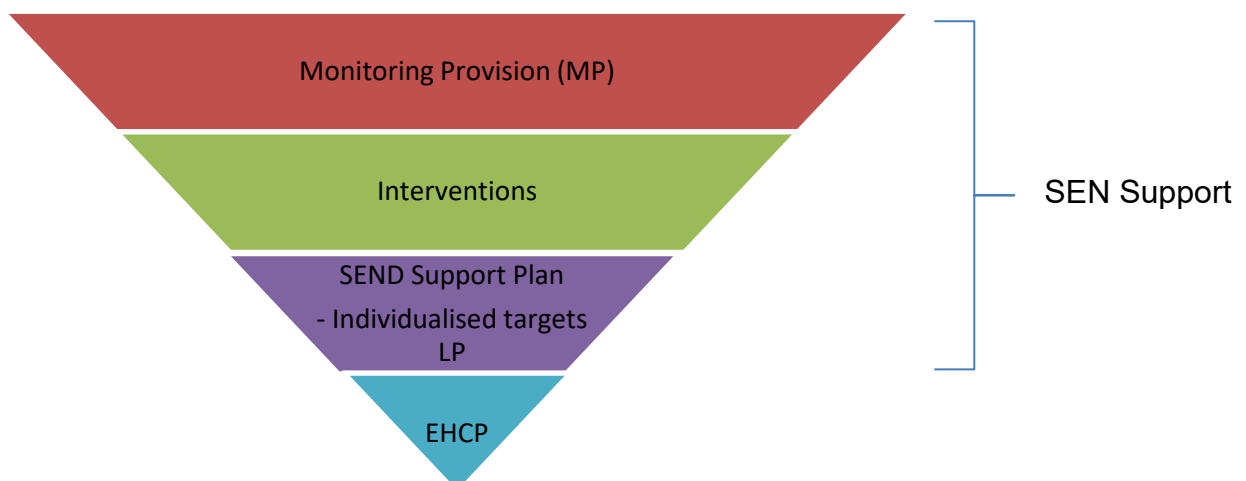 Monitoring Provision (MP)
Interventions
SEN Support
SEND Support Plan
- Individualised targets
LP
EHCP